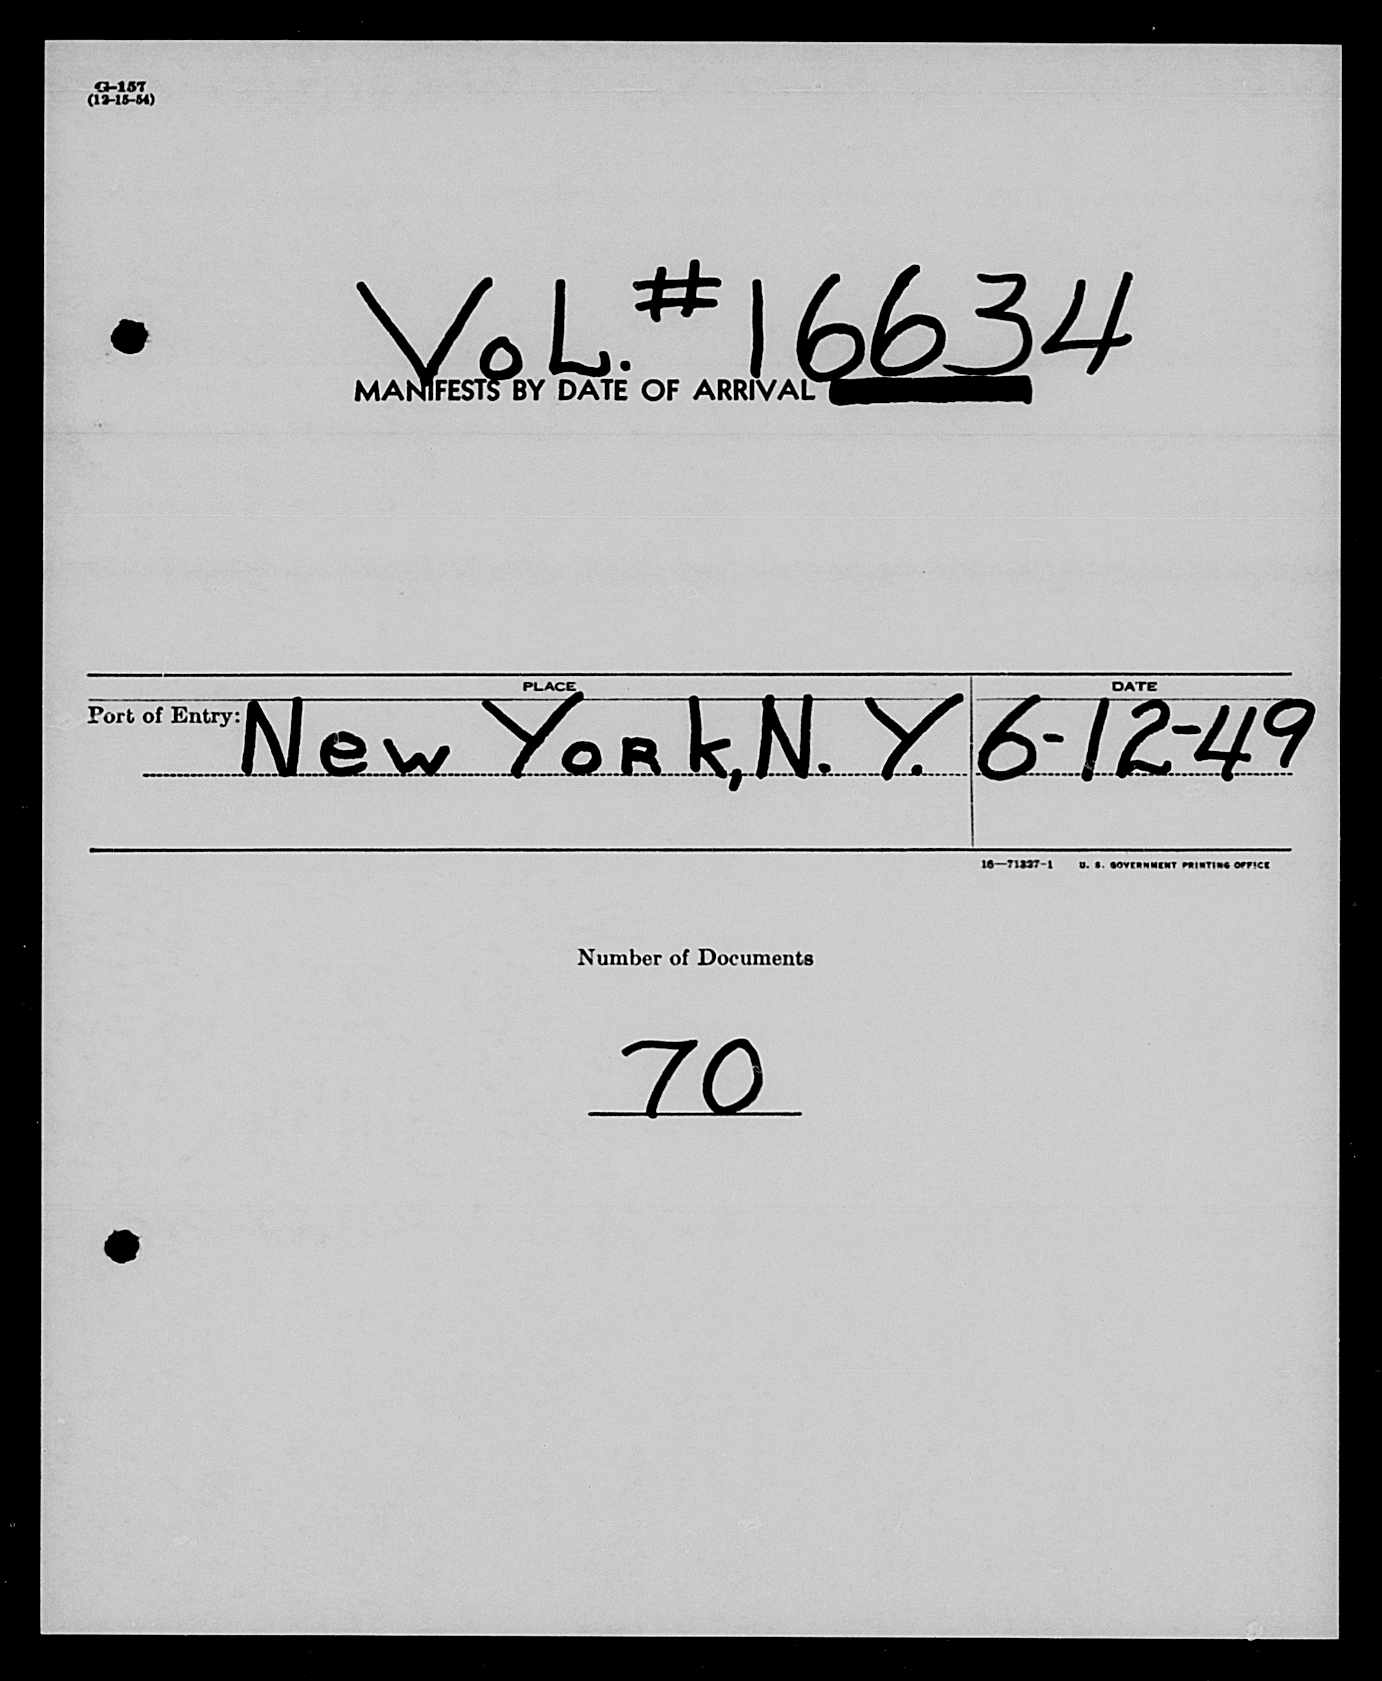 G-157
(12-15-54)
VOL. #16634
MANIFESTS BY DATE OF ARRIVAL
PLACE DATE
Port of Entry: New York, N. Y. 6-12-49
16—71327-1 U. S. GOVERNMENT PRINTING OFFICE
Number of Documents
70